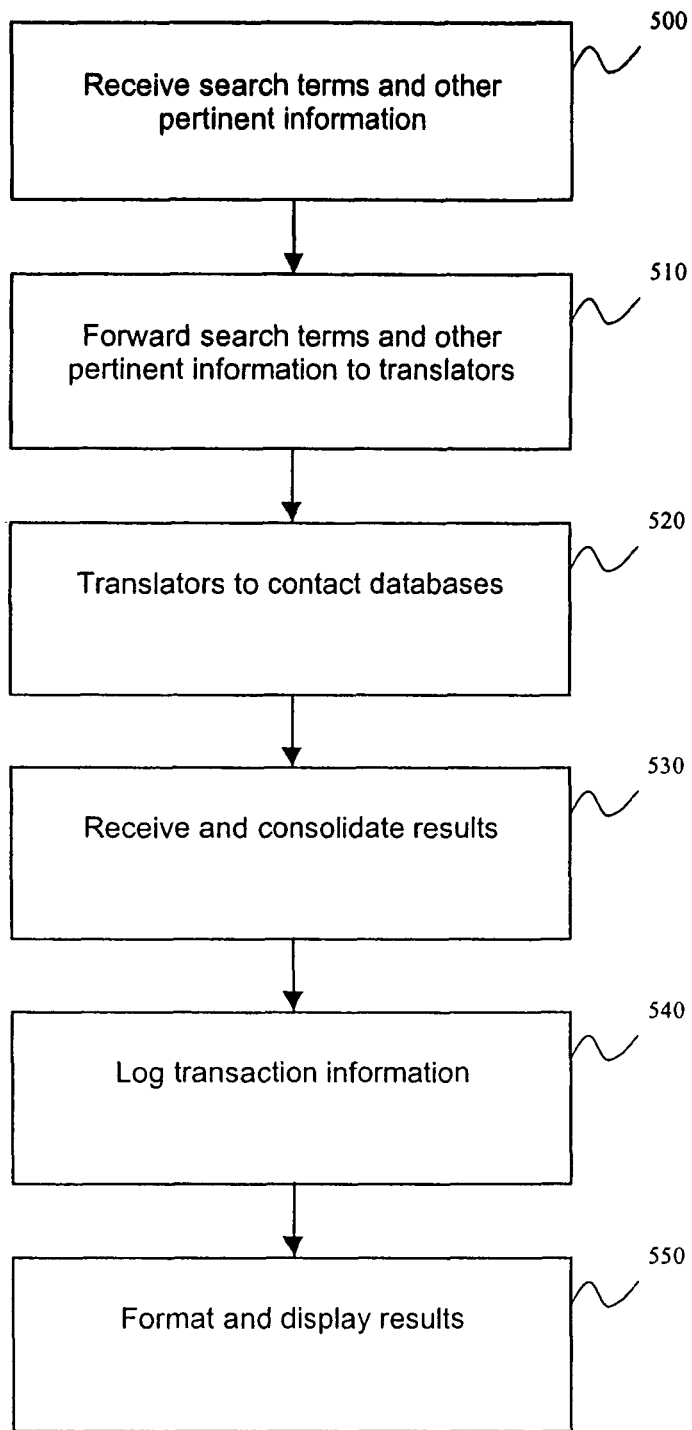 500
Receive search terms and other
pertinent information
510
Forward search terms and other
pertinent information to translators
520
Translators to contact databases
530
Receive and consolidate results
540
Log transaction information
550
Format and display results